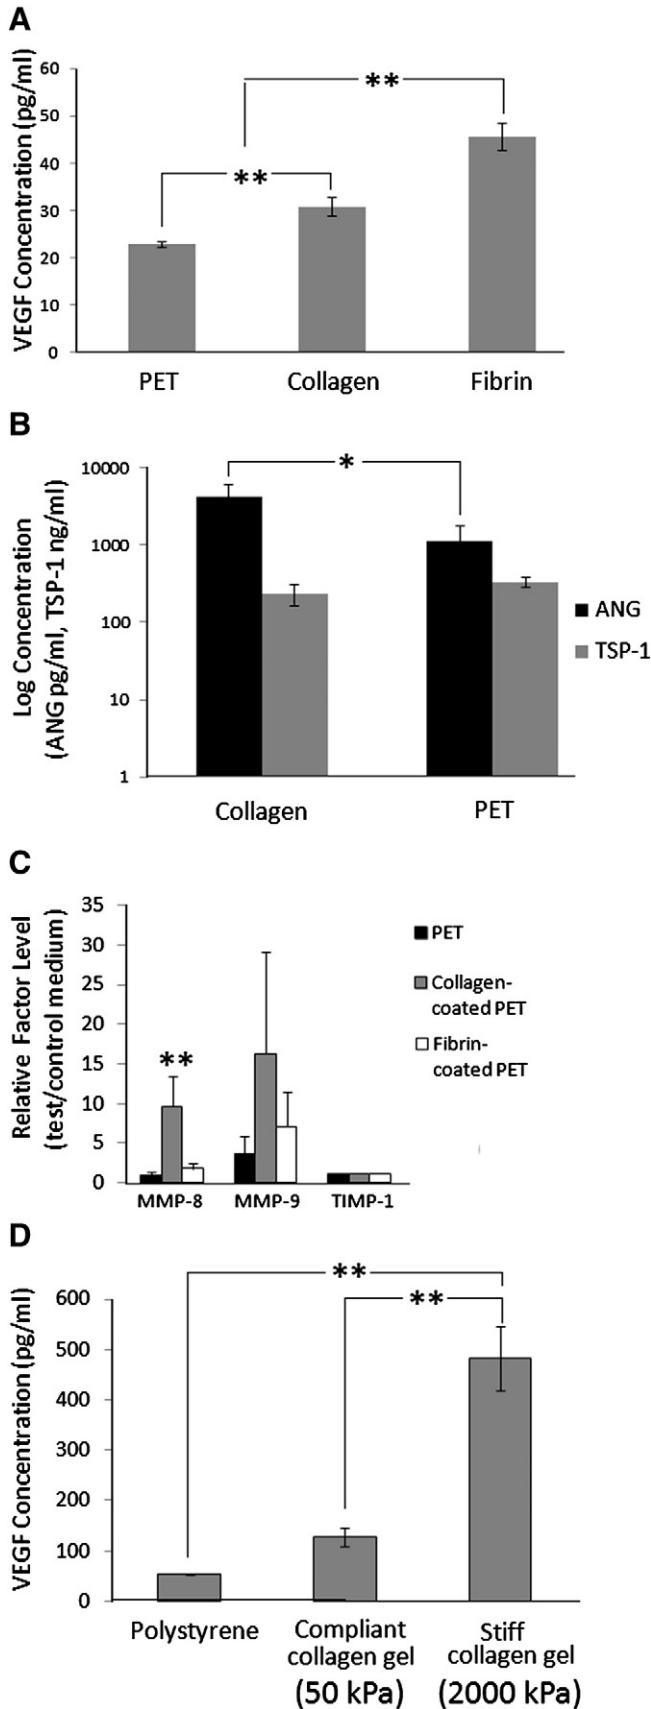 A
VEGF Concentration (pg/ml)
60
50
40
30
20
10
0
**
**
PET
Collagen
Fibrin
B
Log Concentration
(ANG pg/ml, TSP-1 ng/ml)
10000
1000
100
10
1
*
ANG
TSP-1
Collagen
PET
C
Relative Factor Level
(test/control medium)
35
30
25
20
15
10
5
0
**
PET
Collagen-
coated PET
Fibrin-
coated PET
MMP-8
MMP-9
TIMP-1
D
VEGF Concentration (pg/ml)
600
500
400
300
200
100
0
**
**
Polystyrene
Compliant
collagen gel
(50 kPa)
Stiff
collagen gel
(2000 kPa)